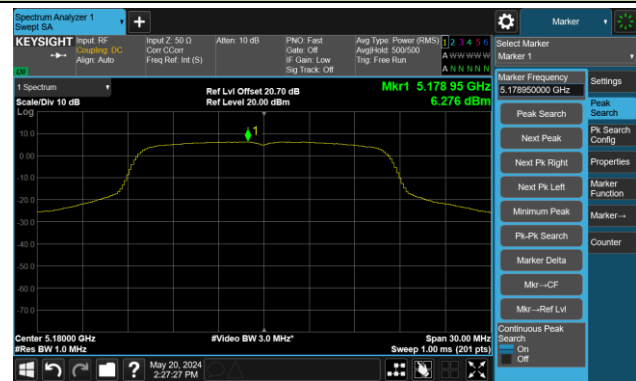 Spectrum Analyzer 1
Swept SA
Marker
KEYSIGHT
Input: RF
Coupling: DC
Align: Auto
Input Z: 50 Ω
Corr CCorr
Freq Ref: Int (S)
Atten: 10 dB
PNO: Fast
Gate: Off
IF Gain: Low
Sig Track: Off
Avg Type: Power (RMS)
Avg|Hold: 500/500
Trig: Free Run
1 2 3 4 5 6
A W W W W W
A N N N N N
Select Marker
Marker 1
1 Spectrum
Scale/Div 10 dB
Log
Ref Lvl Offset 20.70 dB
Ref Level 20.00 dBm
Mkr1 5.178 95 GHz
6.276 dBm
10.0
0.00
-10.0
-20.0
-30.0
-40.0
-50.0
-60.0
-70.0
1
Center 5.18000 GHz
#Res BW 1.0 MHz
#Video BW 3.0 MHz*
Span 30.00 MHz
Sweep 1.00 ms (201 pts)
Marker Frequency
5.178950000 GHz
Peak Search
Next Peak
Next Pk Right
Next Pk Left
Minimum Peak
Pk-Pk Search
Marker Delta
Mkr→CF
Mkr→Ref Lvl
Continuous Peak
Search
On
Off
Settings
Peak
Search
Pk Search
Config
Properties
Marker
Function
Marker→
Counter
?
May 20, 2024
2:27:27 PM